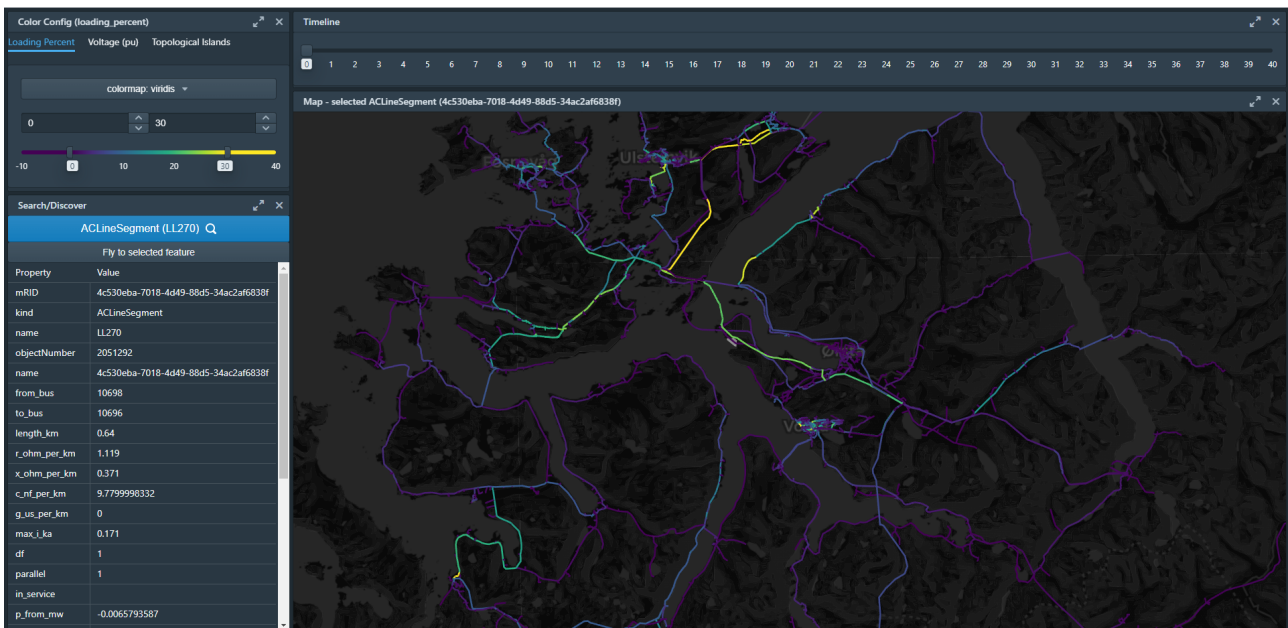 Color Config (loading_percent)
Loading Percent Voltage (pu) Topological Islands
colormap: viridis
0 30
-10 0 10 20 30 40
Search/Discover
ACLineSegment (LL270)
Fly to selected feature
Property Value
mRID 4c530eba-7018-4d49-88d5-34ac2af6838f
kind ACLineSegment
name LL270
objectNumber 2051292
name 4c530eba-7018-4d49-88d5-34ac2af6838f
from_bus 10698
to_bus 10696
length_km 0.64
r_ohm_per_km 1.119
x_ohm_per_km 0.371
c_nf_per_km 9.7799998332
g_us_per_km 0
max_i_ka 0.171
df 1
parallel 1
in_service
p_from_mw -0.0065793587
Timeline
0 1 2 3 4 5 6 7 8 9 10 11 12 13 14 15 16 17 18 19 20 21 22 23 24 25 26 27 28 29 30 31 32 33 34 35 36 37 38 39 40
Map - selected ACLineSegment (4c530eba-7018-4d49-88d5-34ac2af6838f)